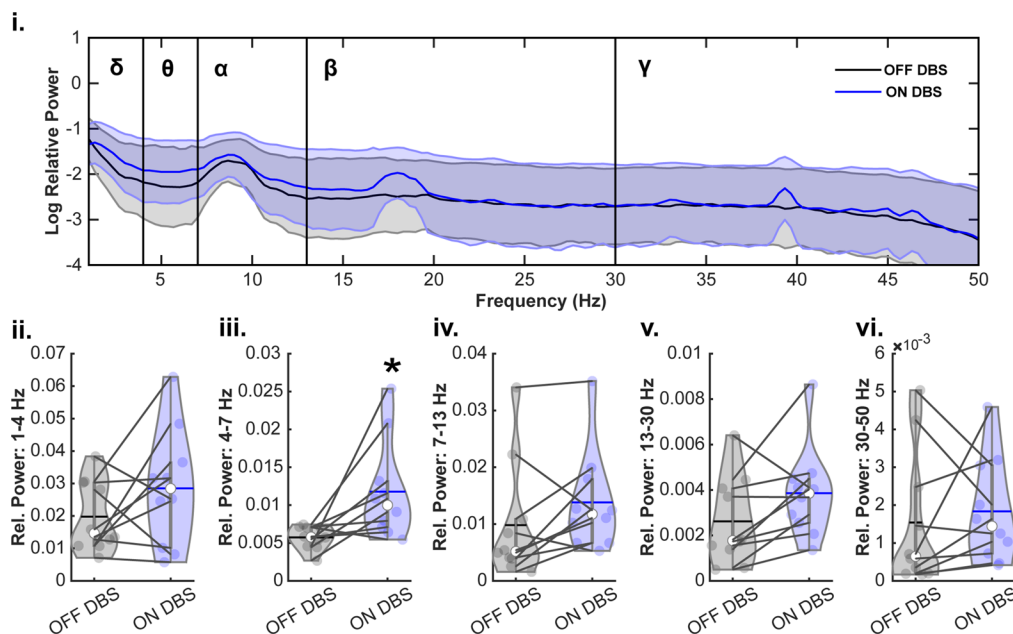 i.
1
0
-1
-2
-3
-4
Log Relative Power
δ θ α β γ
OFF DBS
ON DBS
5 10 15 20 25 30 35 40 45 50
Frequency (Hz)
ii.
0.07
0.06
0.05
0.04
0.03
0.02
0.01
0
Rel. Power: 1-4 Hz
OFF DBS ON DBS
iii.
0.03
0.025
0.02
0.015
0.01
0.005
0
Rel. Power: 4-7 Hz
*
OFF DBS ON DBS
iv.
0.04
0.03
0.02
0.01
0
Rel. Power: 7-13 Hz
OFF DBS ON DBS
v.
0.01
0.008
0.006
0.004
0.002
0
Rel. Power: 13-30 Hz
OFF DBS ON DBS
vi.
×10⁻³
6
5
4
3
2
1
0
Rel. Power: 30-50 Hz
OFF DBS ON DBS